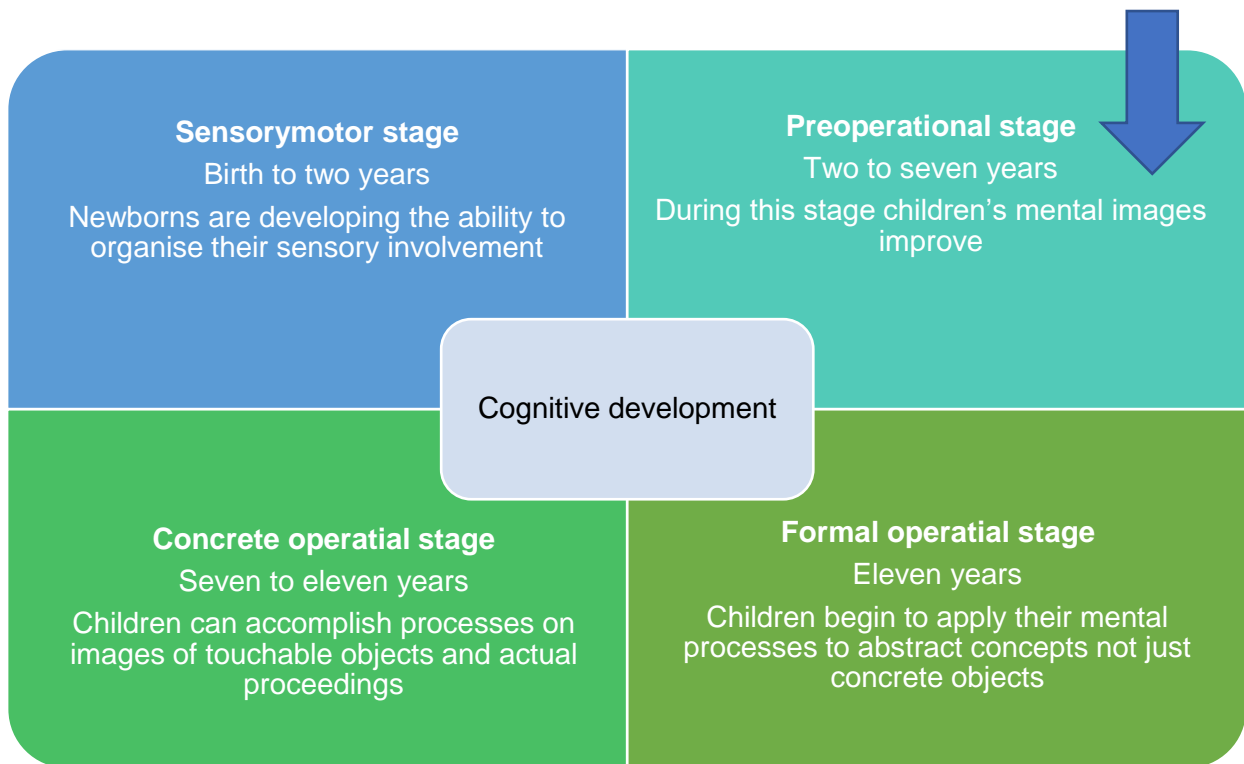 Sensorymotor stage
Birth to two years
Newborns are developing the ability to
organise their sensory involvement
Preoperational stage
Two to seven years
During this stage children’s mental images
improve
Cognitive development
Concrete operatial stage
Seven to eleven years
Children can accomplish processes on
images of touchable objects and actual
proceedings
Formal operatial stage
Eleven years
Children begin to apply their mental
processes to abstract concepts not just
concrete objects